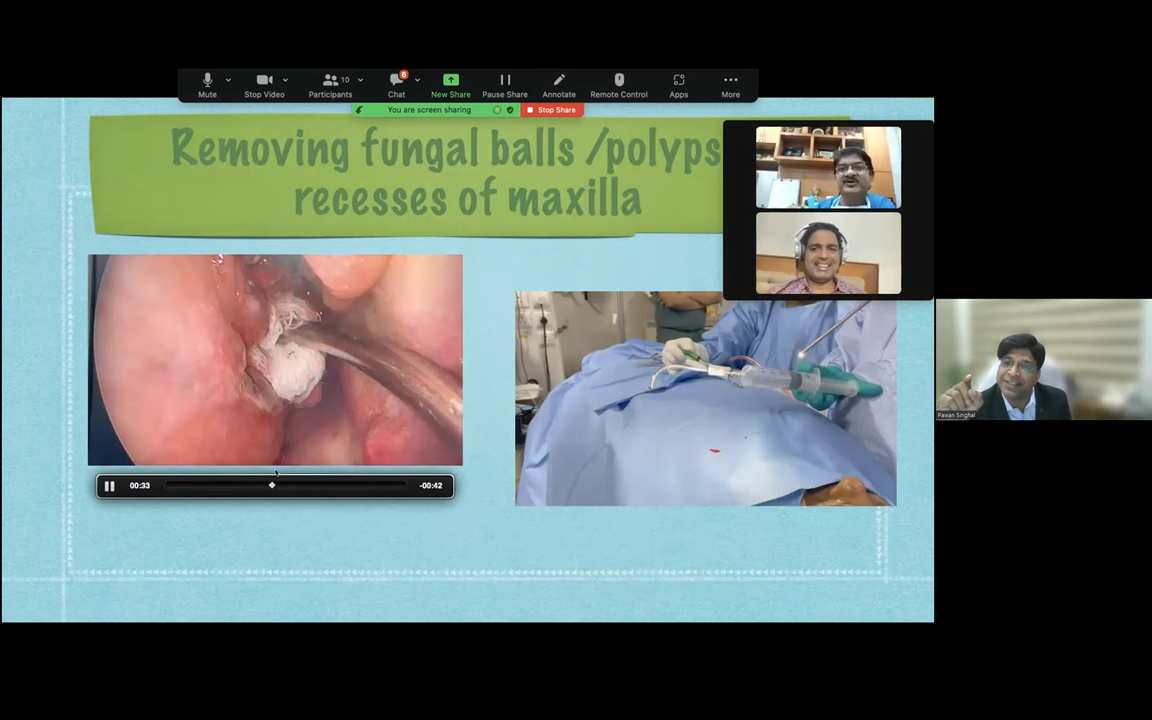 10
6
Mute
Stop Video
Participants
Chat
New Share
Pause Share
Annotate
Remote Control
Apps
More
You are screen sharing
Stop Share
Removing fungal balls /polyps
recesses of maxilla
Pawan Singhal
00:33
-00:42